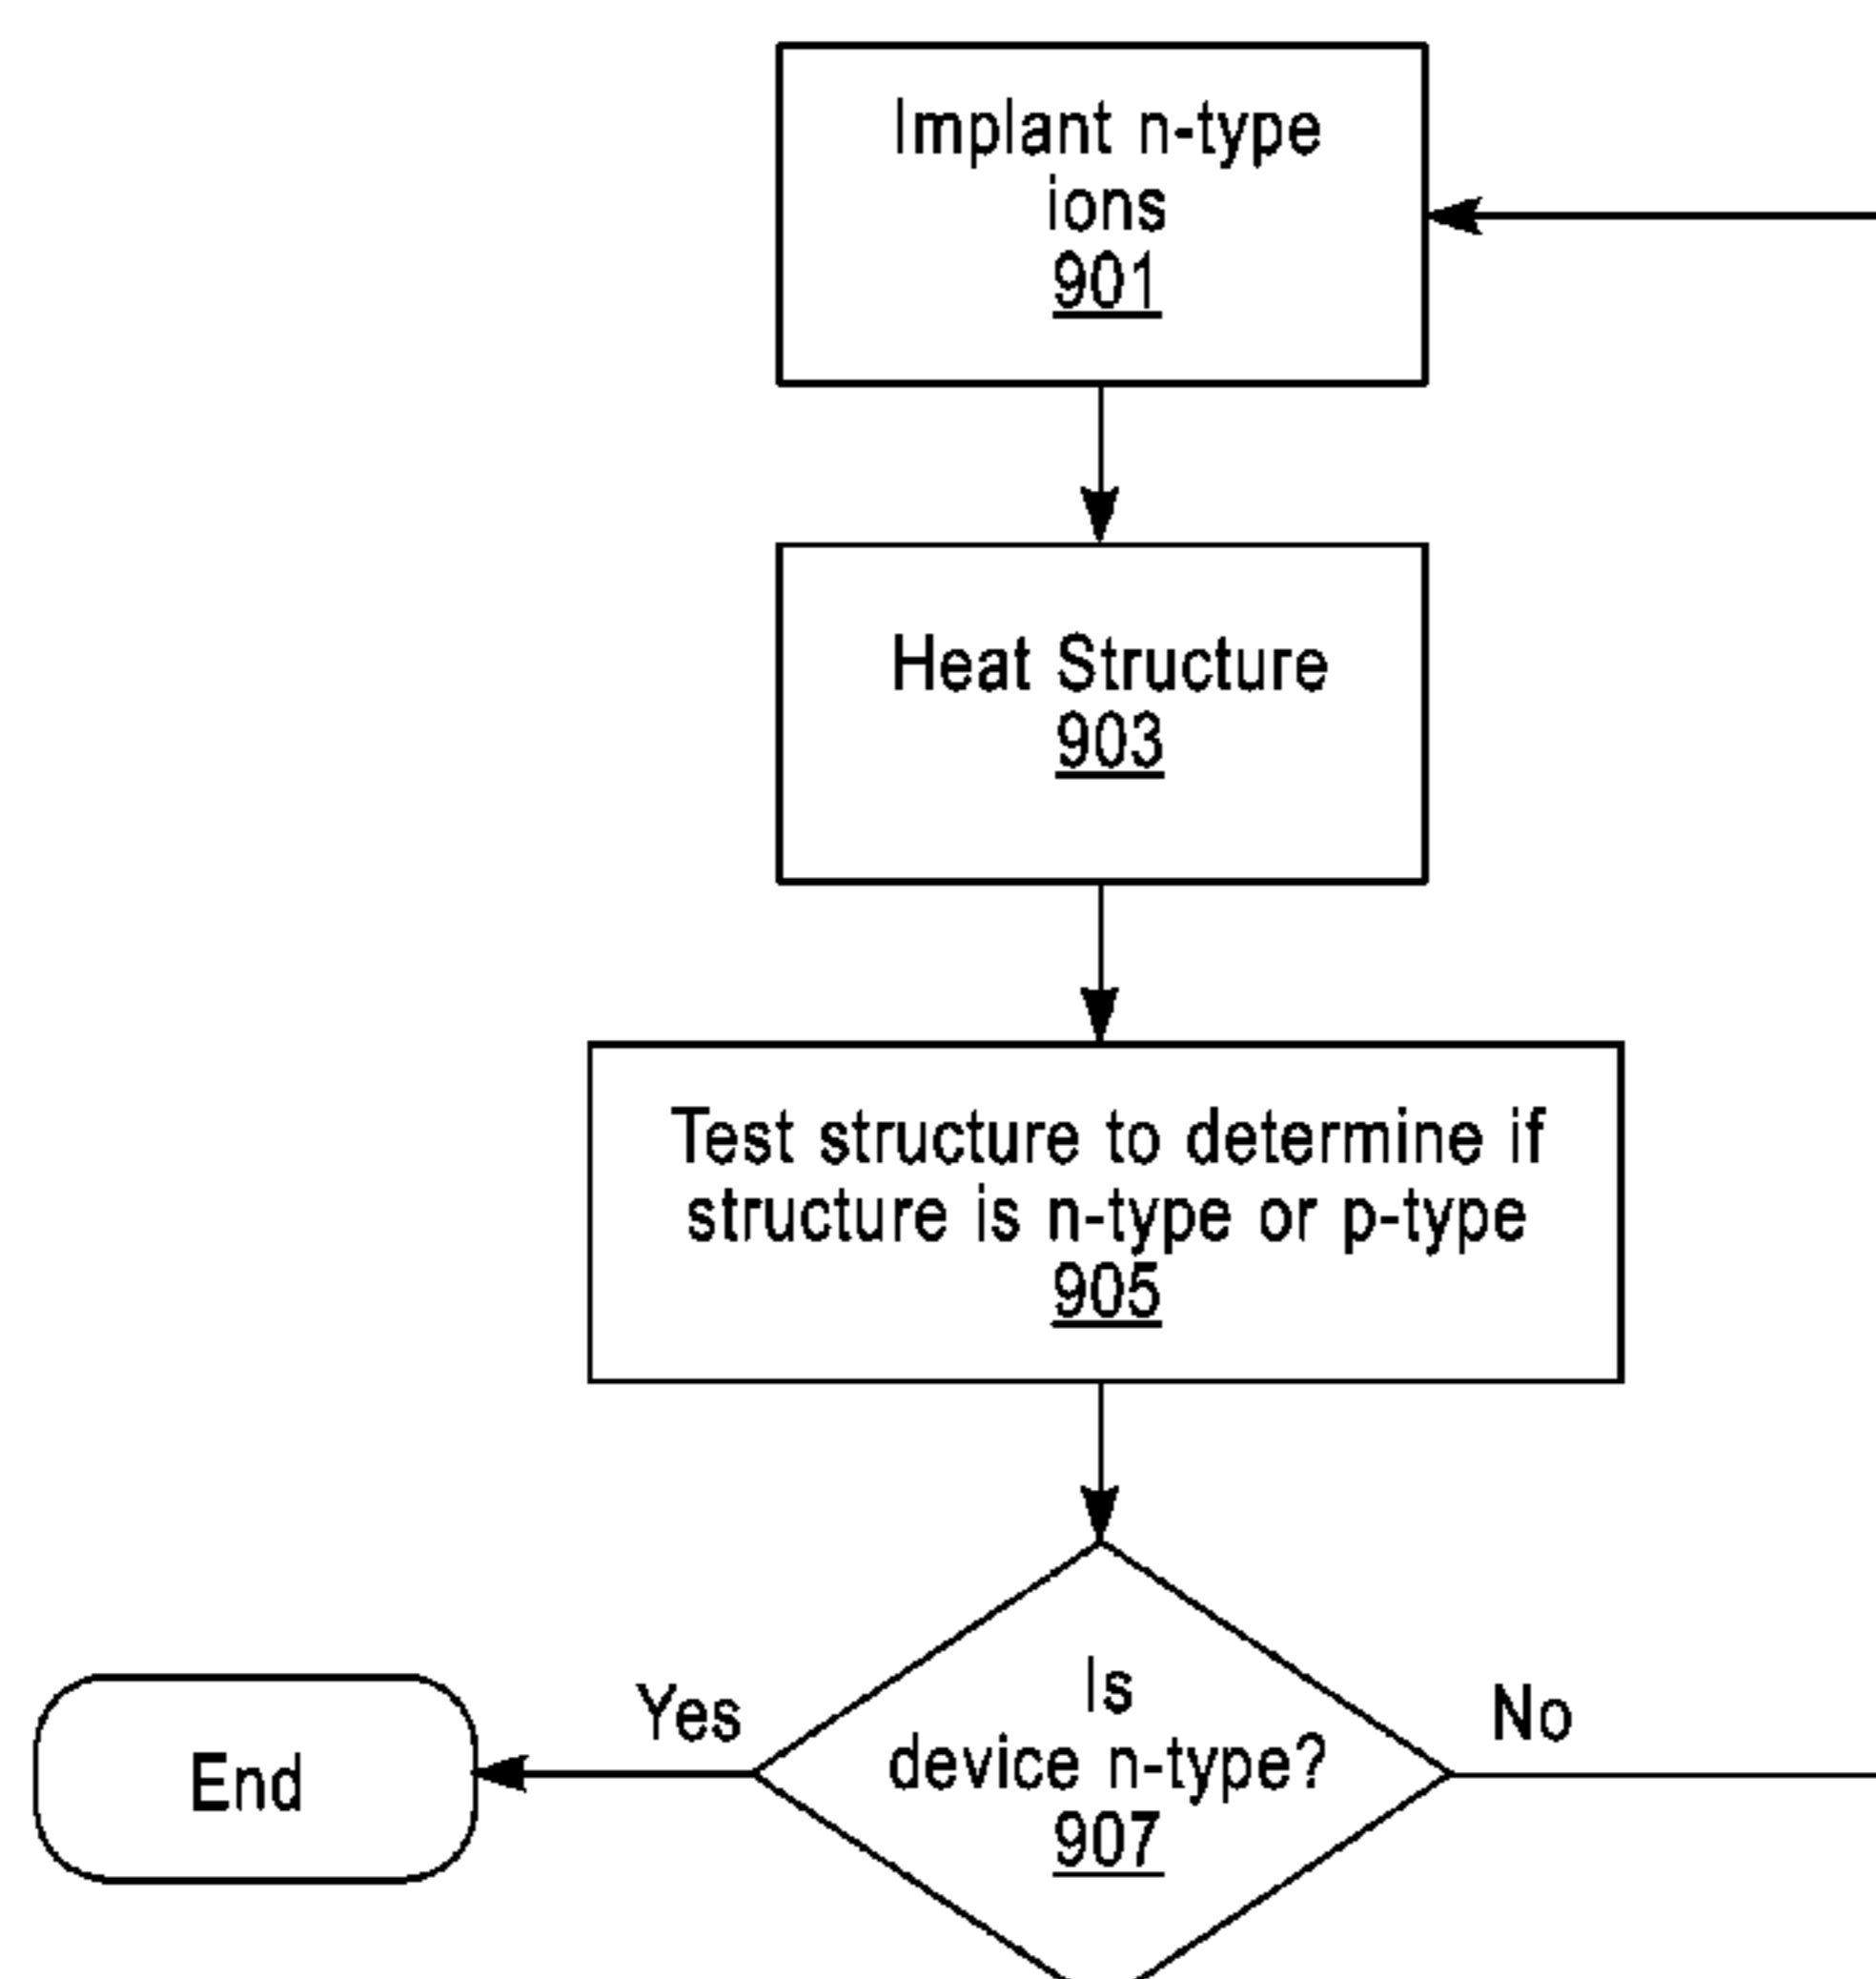 Implant n-type
ions
901
Heat Structure
903
Test structure to determine if
structure is n-type or p-type
905
Is
device n-type?
907
Yes
No
End